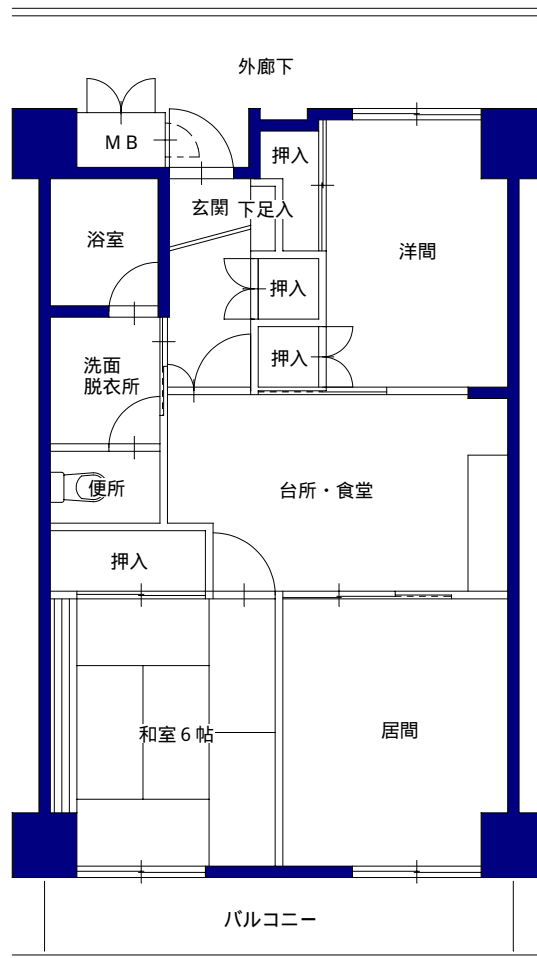 外廊下
ＭＢ
押入
玄関
下足入
浴室
洋間
押入
押入
洗面
脱衣所
便所
台所・食堂
押入
和室６帖
居間
バルコニー